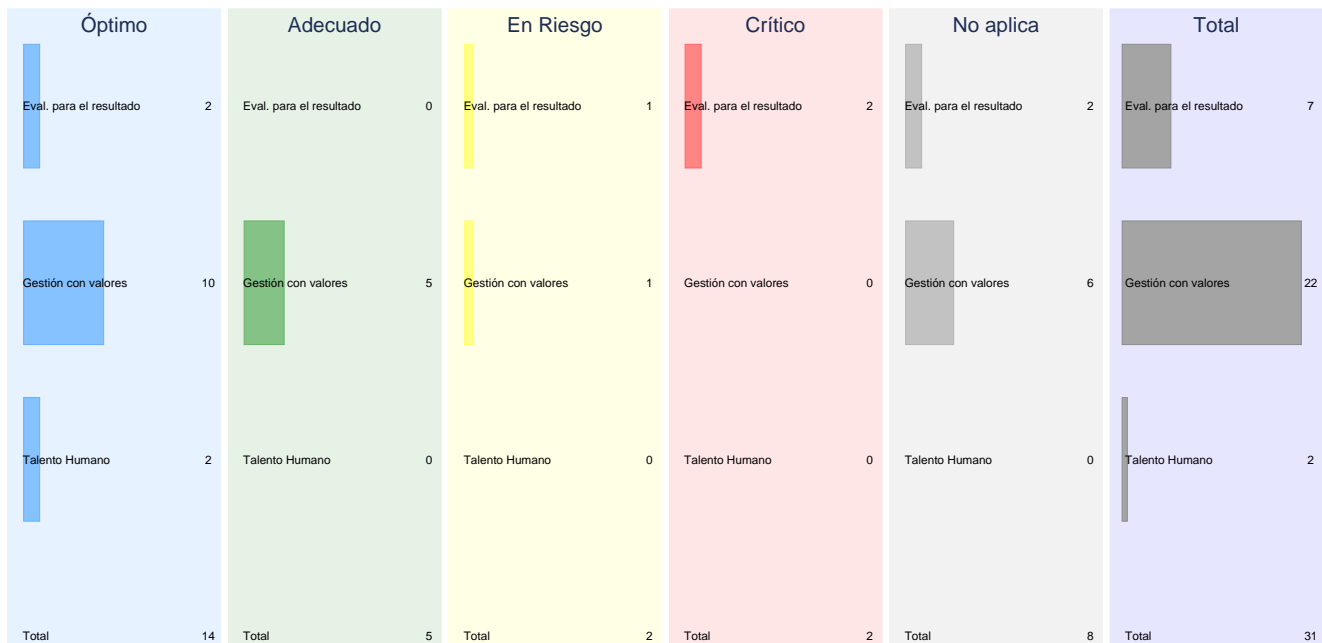 Óptimo Adecuado En Riesgo Crítico No aplica Total
Eval. para el resultado 2 Eval. para el resultado 0 Eval. para el resultado 1 Eval. para el resultado 2 Eval. para el resultado 2 Eval. para el resultado 7
Gestión con valores 10 Gestión con valores 5 Gestión con valores 1 Gestión con valores 0 Gestión con valores 6 Gestión con valores 22
Talento Humano 2 Talento Humano 0 Talento Humano 0 Talento Humano 0 Talento Humano 0 Talento Humano 2
Total 14 Total 5 Total 2 Total 2 Total 8 Total 31